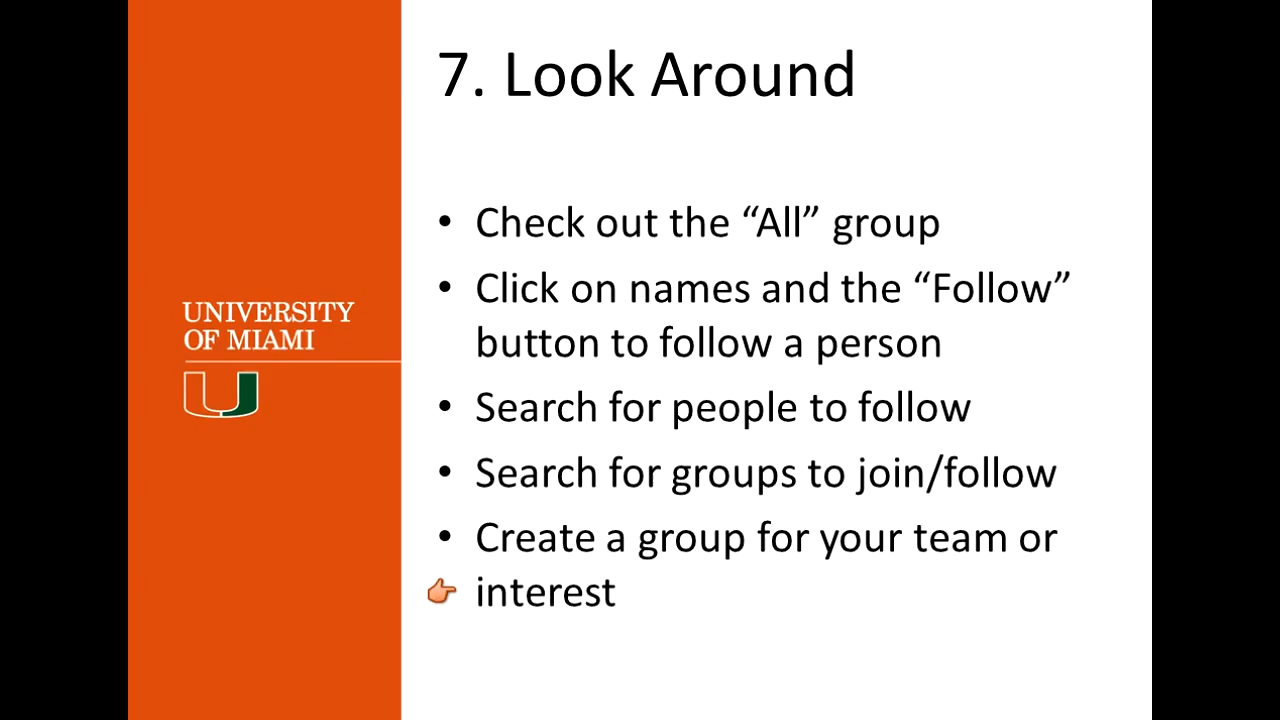 7. Look Around
UNIVERSITY
OF MIAMI
• Check out the “All” group
• Click on names and the “Follow”
button to follow a person
• Search for people to follow
• Search for groups to join/follow
• Create a group for your team or
interest